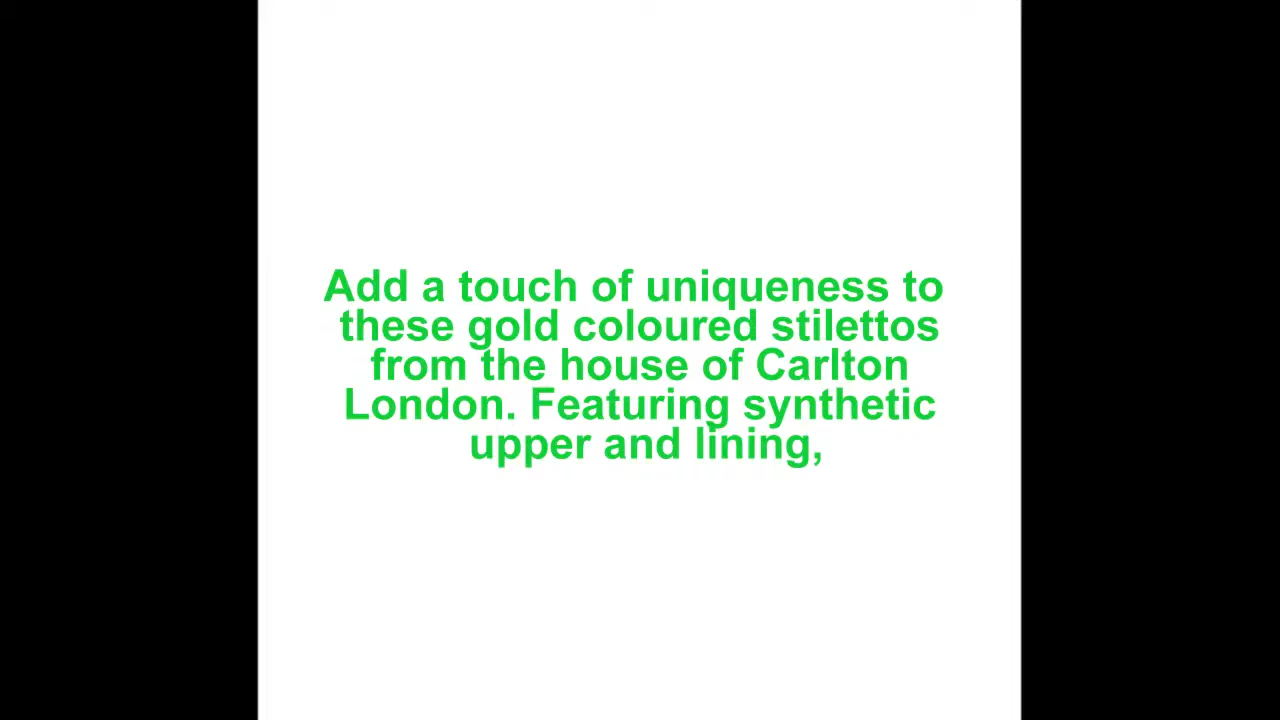 Add a touch of uniqueness to
these gold coloured stilettos
from the house of Carlton
London. Featuring synthetic
upper and lining,